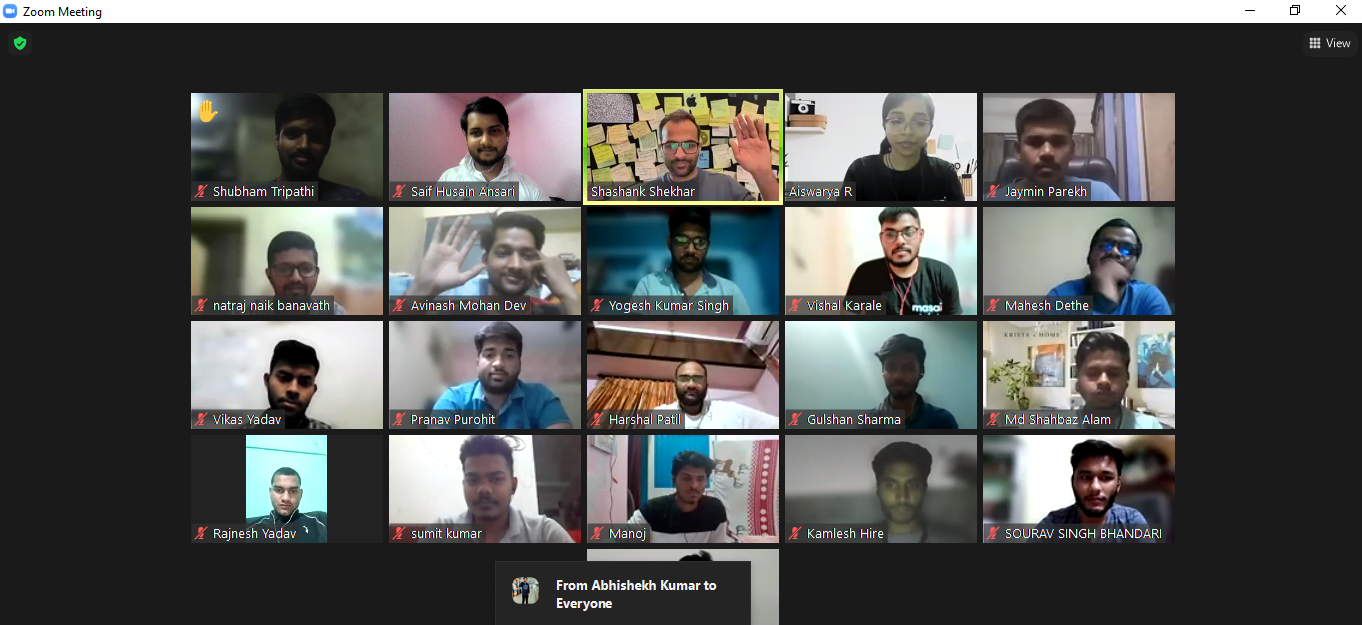 Zoom Meeting
View
Shubham Tripathi
Saif Husain Ansari
Shashank Shekhar
Aiswarya R
Jaymin Parekh
natraj naik banavath
Avinash Mohan Dev
Yogesh Kumar Singh
masai
Vishal Karale
Mahesh Dethe
KRISTA HOME
Vikas Yadav
Pranav Purohit
Harshal Patil
Gulshan Sharma
Md Shahbaz Alam
Rajnesh Yadav
sumit kumar
Manoj
Kamlesh Hire
SOURAV SINGH BHANDARI
From Abhishekh Kumar to
Everyone